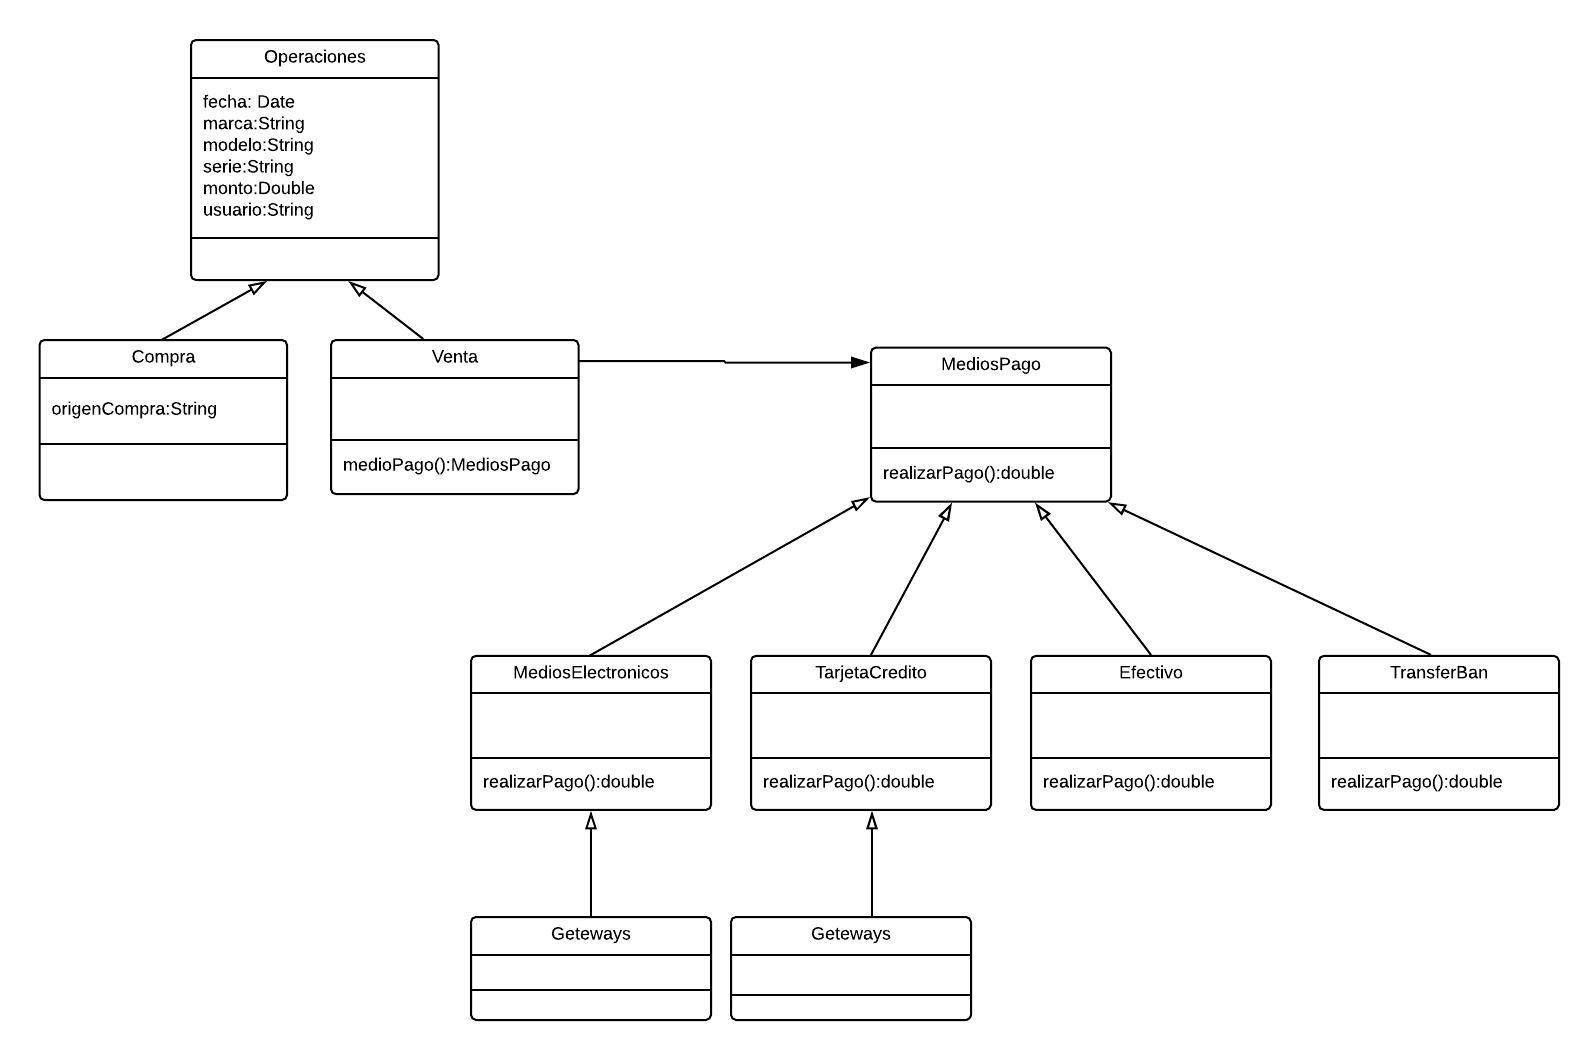 Operaciones
fecha: Date
marca:String
modelo:String
serie:String
monto:Double
usuario:String
Compra
origenCompra:String
Venta
medioPago():MediosPago
MediosPago
realizarPago():double
MediosElectronicos
realizarPago():double
TarjetaCredito
realizarPago():double
Efectivo
realizarPago():double
TransferBan
realizarPago():double
Geteways
Geteways